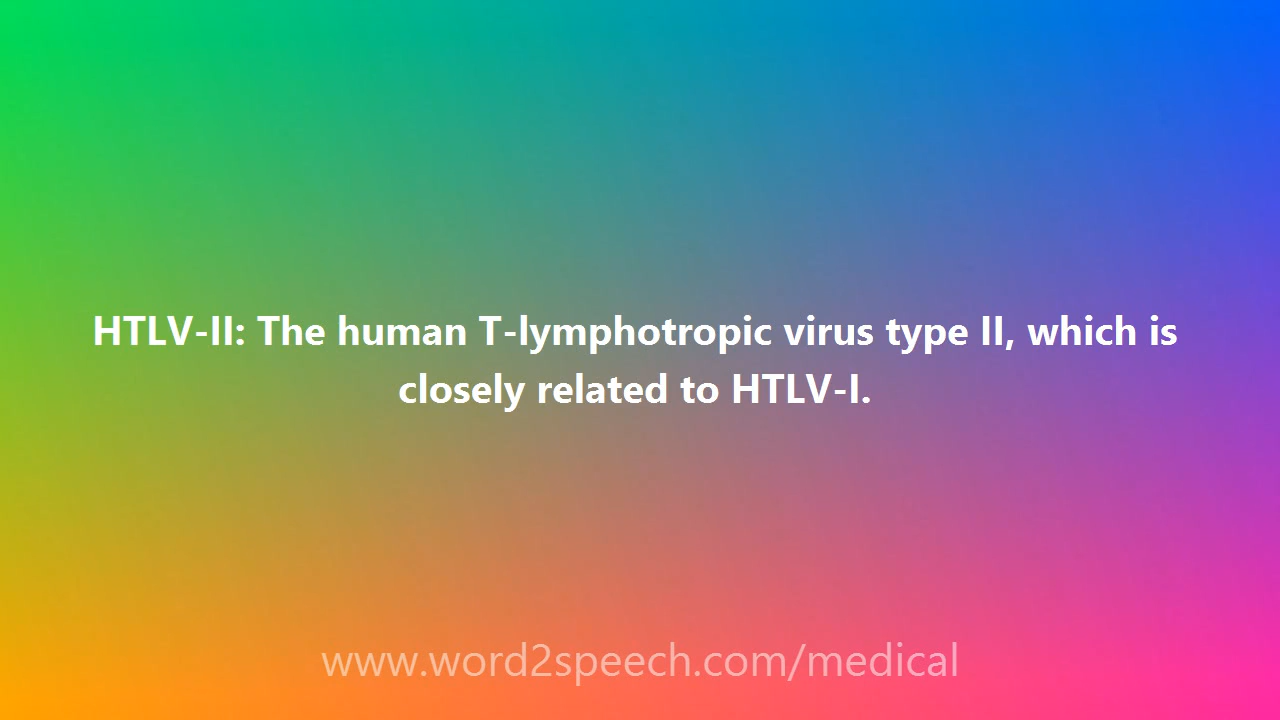 HTLV-II: The human T-lymphotropic virus type II, which is
closely related to HTLV-I.
www.word2speech.com/medical